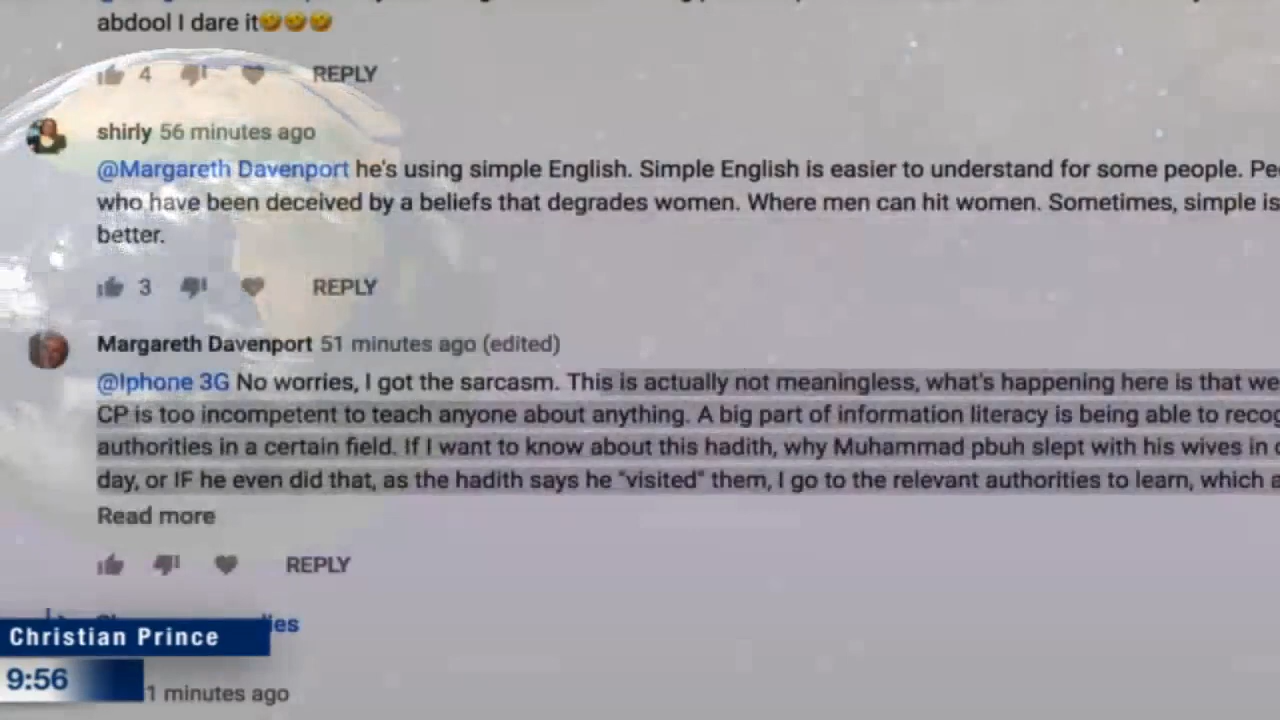 abdool I dare it🤣🤣🤣
4 REPLY
shirly 56 minutes ago
@Margareth Davenport he's using simple English. Simple English is easier to understand for some people.
who have been deceived by a beliefs that degrades women. Where men can hit women. Sometimes, simple is
better.
3 REPLY
Margareth Davenport 51 minutes ago (edited)
@Iphone 3G No worries, I got the sarcasm. This is actually not meaningless, what's happening here is that we
CP is too incompetent to teach anyone about anything. A big part of information literacy is being able to
authorities in a certain field. If I want to know about this hadith, why Muhammad pbuh slept with his wives in
day, or IF he even did that, as the hadith says he "visited" them, I go to the relevant authorities to learn, which
Read more
REPLY
Christian Prince
9:56
1 minutes ago